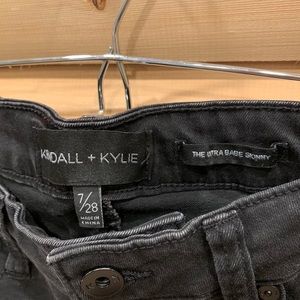 KENDALL + KYLIE
THE ULTRA BABE SKINNY
7/28
MADE IN
CHINA